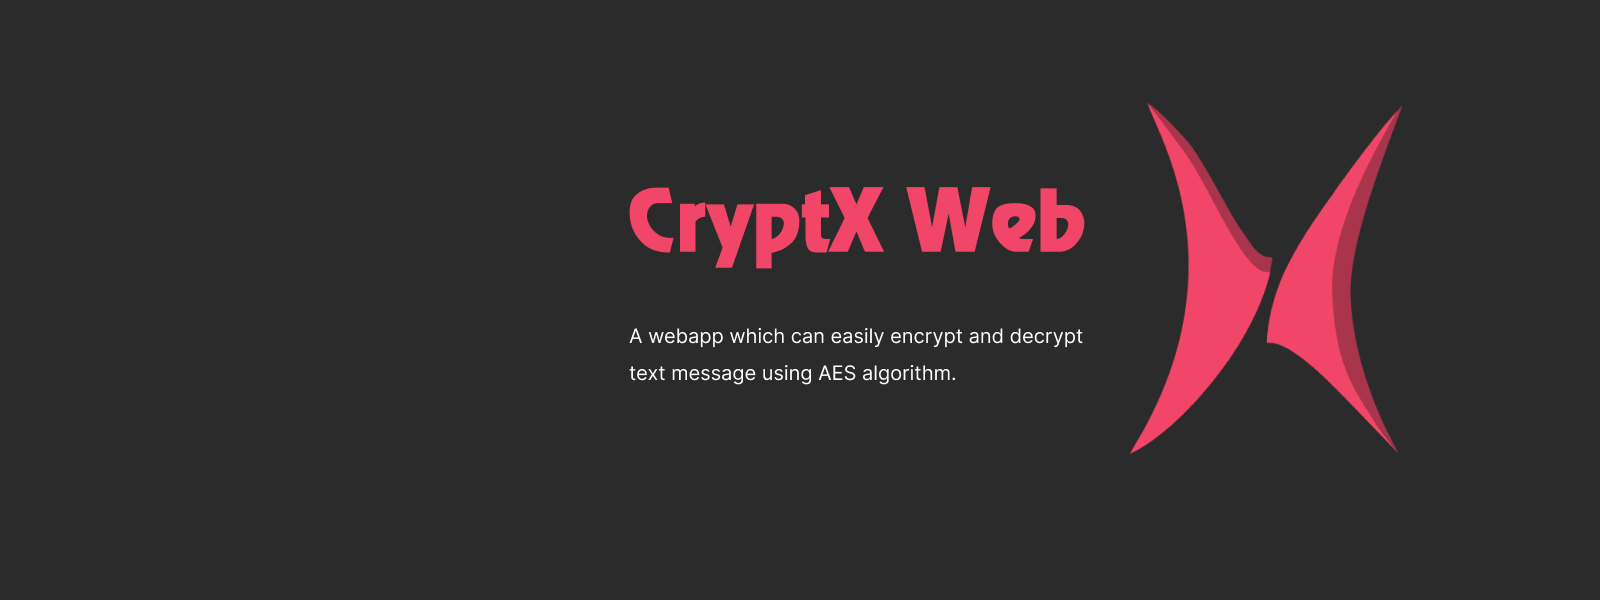 CryptX Web
A webapp which can easily encrypt and decrypt
text message using AES algorithm.